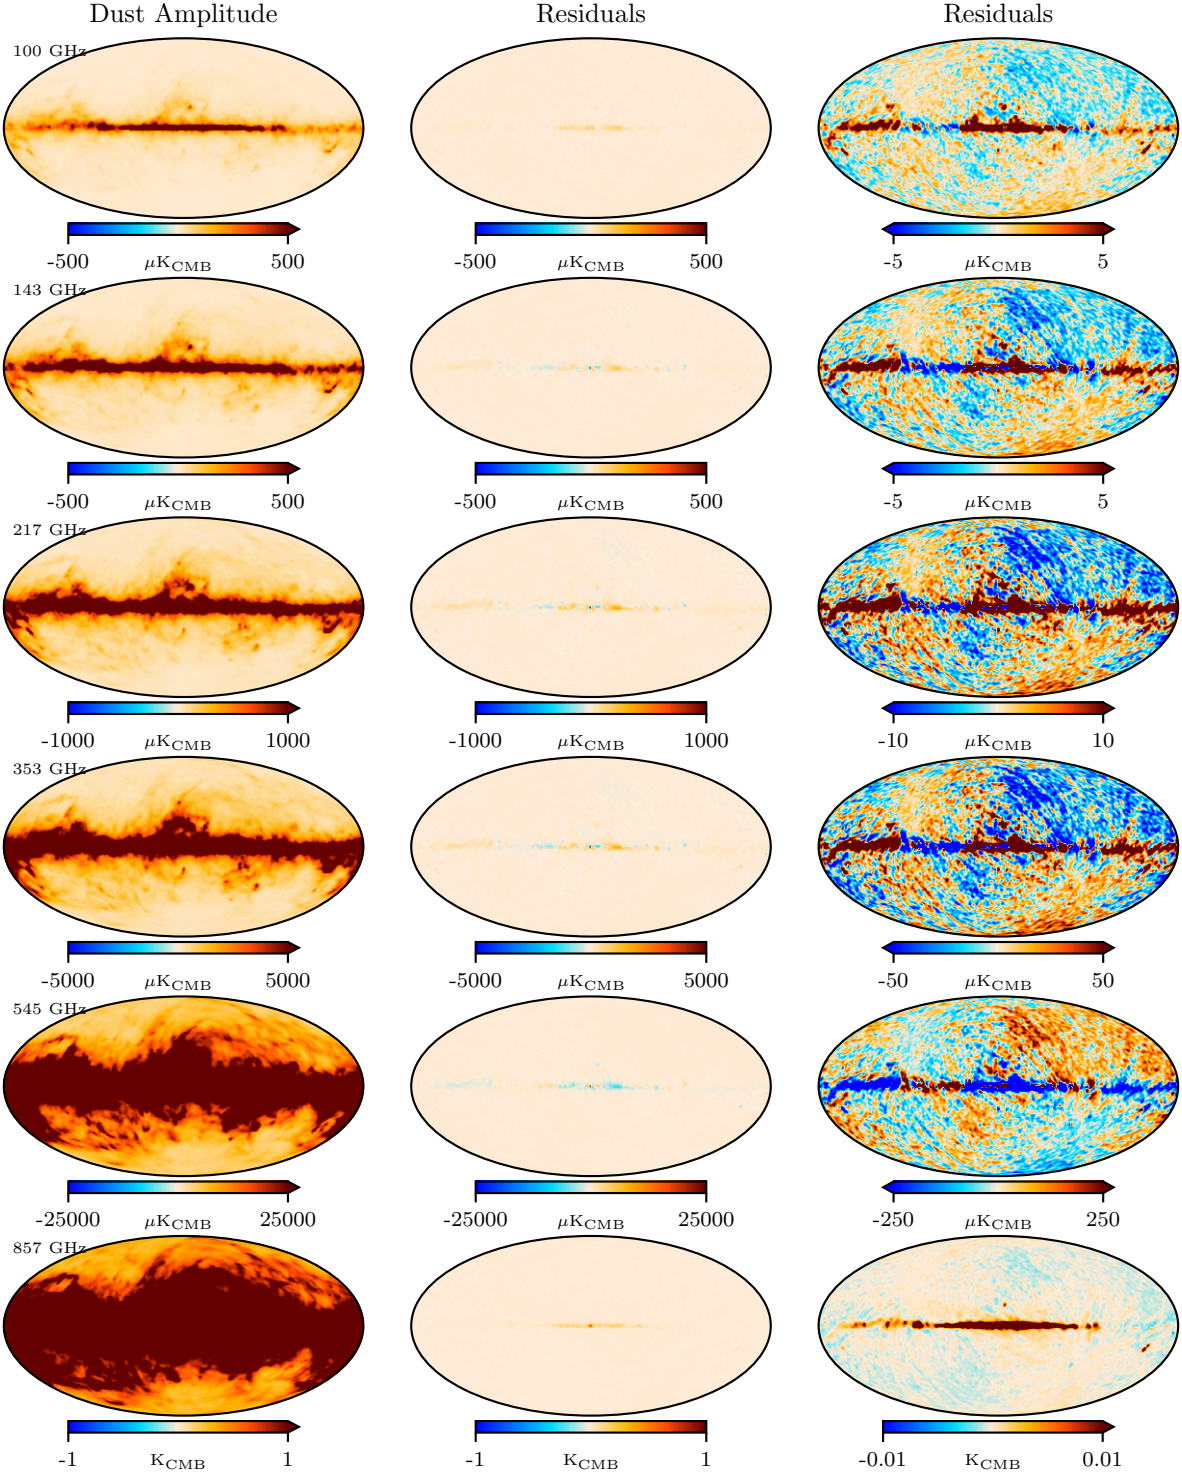 Dust Amplitude Residuals Residuals
100 GHz
-500 μK_CMB 500 -500 μK_CMB 500 -5 μK_CMB 5
143 GHz
-500 μK_CMB 500 -500 μK_CMB 500 -5 μK_CMB 5
217 GHz
-1000 μK_CMB 1000 -1000 μK_CMB 1000 -10 μK_CMB 10
353 GHz
-5000 μK_CMB 5000 -5000 μK_CMB 5000 -50 μK_CMB 50
545 GHz
-25000 μK_CMB 25000 -25000 μK_CMB 25000 -250 μK_CMB 250
857 GHz
-1 K_CMB 1 -1 K_CMB 1 -0.01 K_CMB 0.01